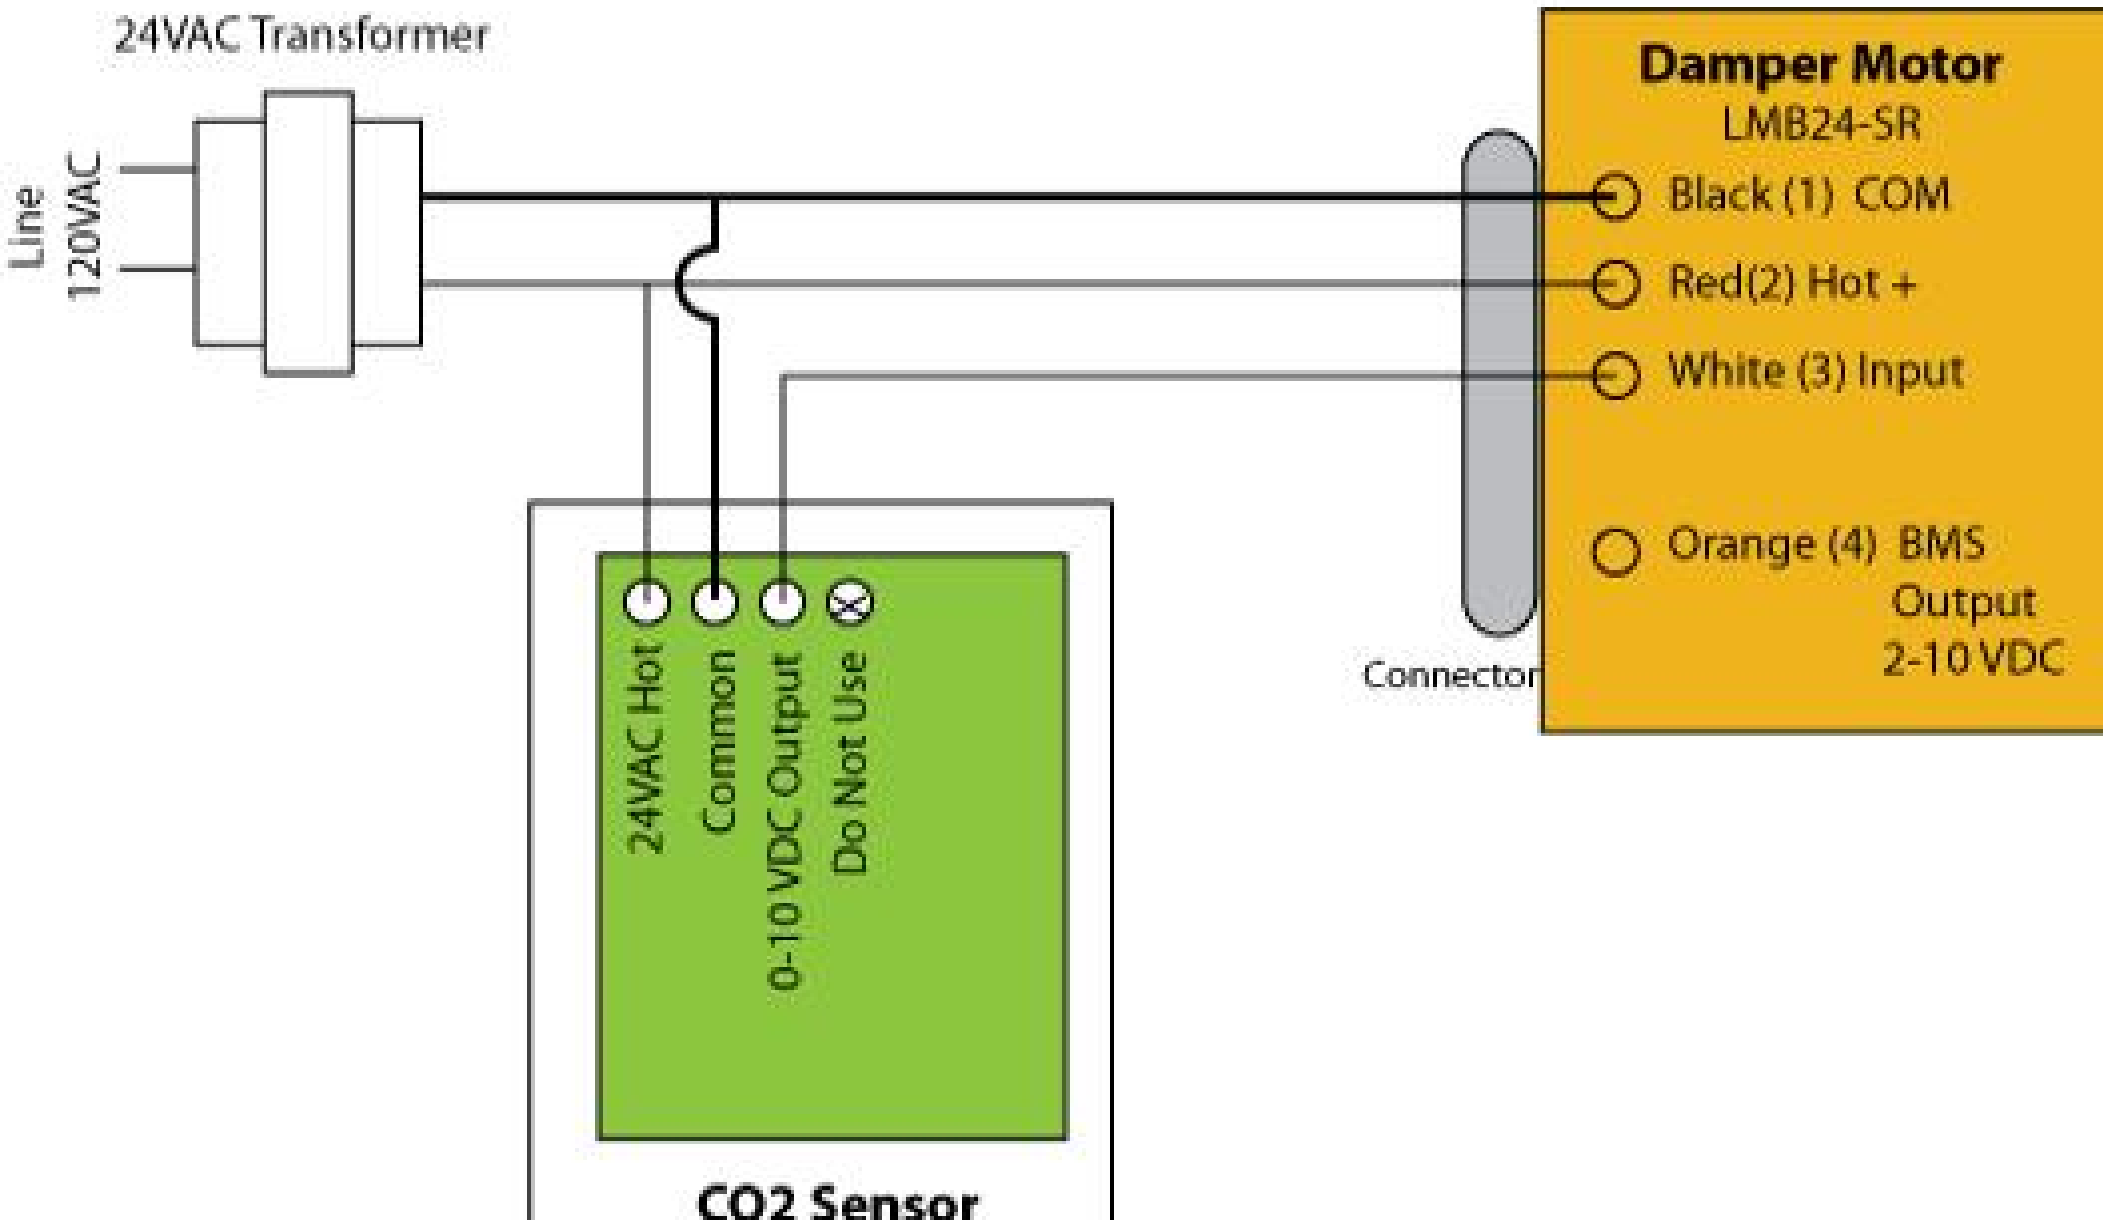 24VAC Transformer
Line
120VAC
Damper Motor
LMB24-SR
Black (1) COM
Red(2) Hot +
White (3) Input
Orange (4) BMS
Output
2-10 VDC
Connector
24VAC Hot
Common
0-10 VDC Output
Do Not Use
CO2 Sensor